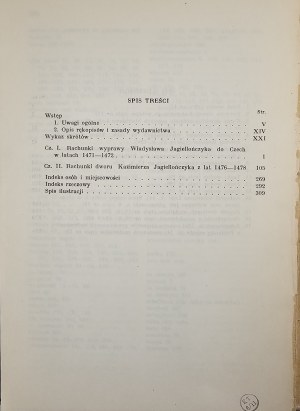 SPIS TREŚCI
Str.
Wstęp
1. Uwagi ogólne . . . . . . . . . . . . . . . V
2. Opis rękopisów i zasady wydawnictwa . . . . . . XIV
Wykaz skrótów . . . . . . . . . . . . . . . XXI
Cz. I. Rachunki wyprawy Władysława Jagiellończyka do Czech
w latach 1471—1472 . . . . . . . . . . . . . 1
Cz. II. Rachunki dworu Kazimierza Jagiellończyka z lat 1476—1478 . . 105
Indeks osób i miejscowości . . . . . . . . . . . 269
Indeks rzeczowy . . . . . . . . . . . . . . . 292
Spis ilustracji . . . . . . . . . . . . . . . 309